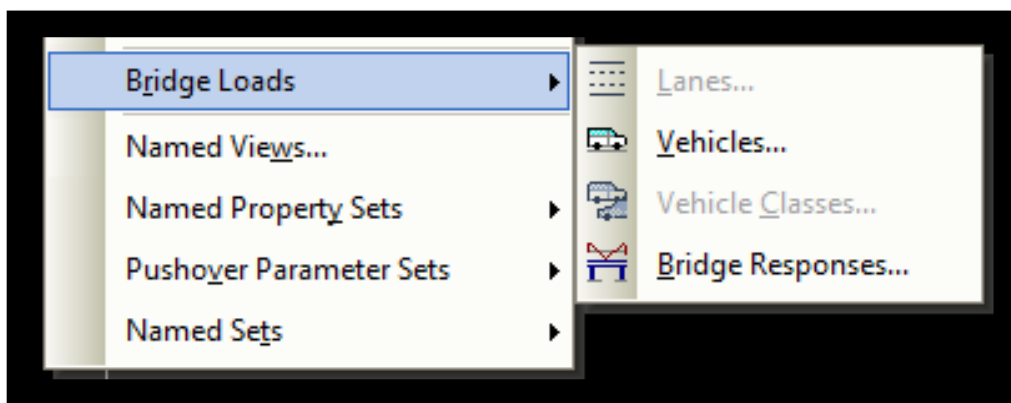 Bridge Loads
Named Views...
Named Property Sets
Pushover Parameter Sets
Named Sets
Lanes...
Vehicles...
Vehicle Classes...
Bridge Responses...